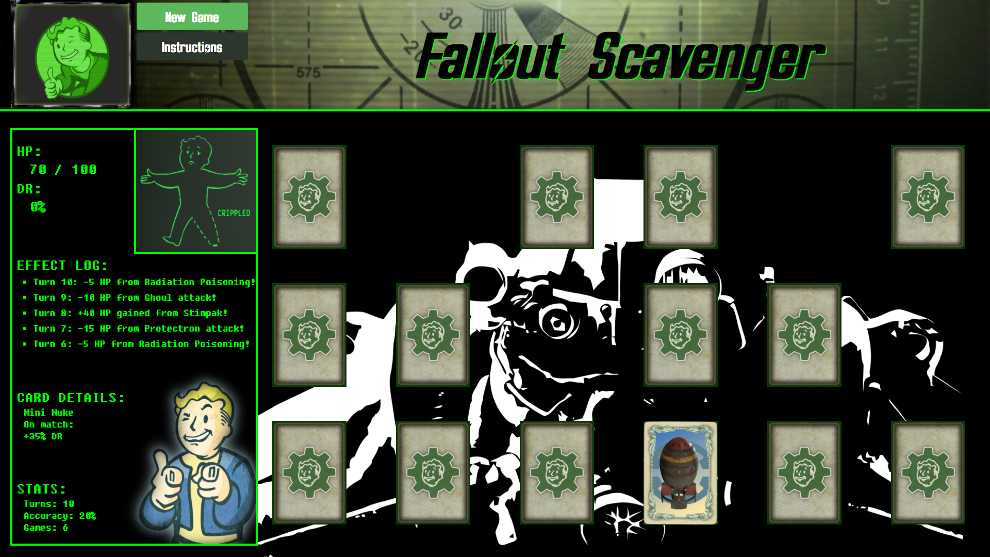 New Game
Instructions
Fallout Scavenger
575
HP:
70 / 100
DR:
0%
CRIPPLED
EFFECT LOG:
Turn 10: -5 HP from Radiation Poisoning!
Turn 9: -10 HP from Ghoul attack!
Turn 8: +40 HP gained from Stimpak!
Turn 7: -15 HP from Protectron attack!
Turn 6: -5 HP from Radiation Poisoning!
CARD DETAILS:
Mini Nuke
On match:
+35% DR
STATS:
Turns: 10
Accuracy: 20%
Games: 6